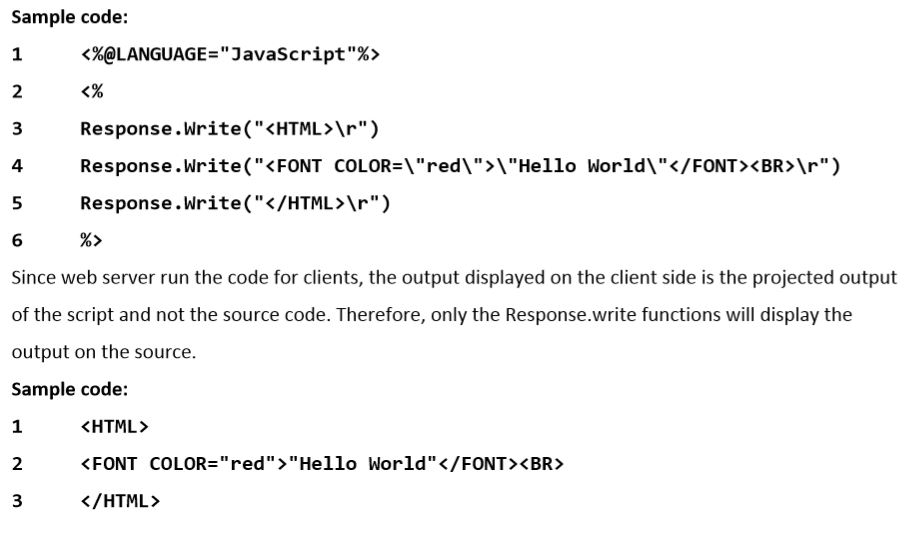 Sample code:
1 <%@LANGUAGE="JavaScript"%>
2 <%
3 Response.Write("<HTML>\r")
4 Response.Write("<FONT COLOR=\"red\">\"Hello World\"</FONT><BR>\r")
5 Response.Write("</HTML>\r")
6 %>
Since web server run the code for clients, the output displayed on the client side is the projected output
of the script and not the source code. Therefore, only the Response.write functions will display the
output on the source.
Sample code:
1 <HTML>
2 <FONT COLOR="red">"Hello World"</FONT><BR>
3 </HTML>